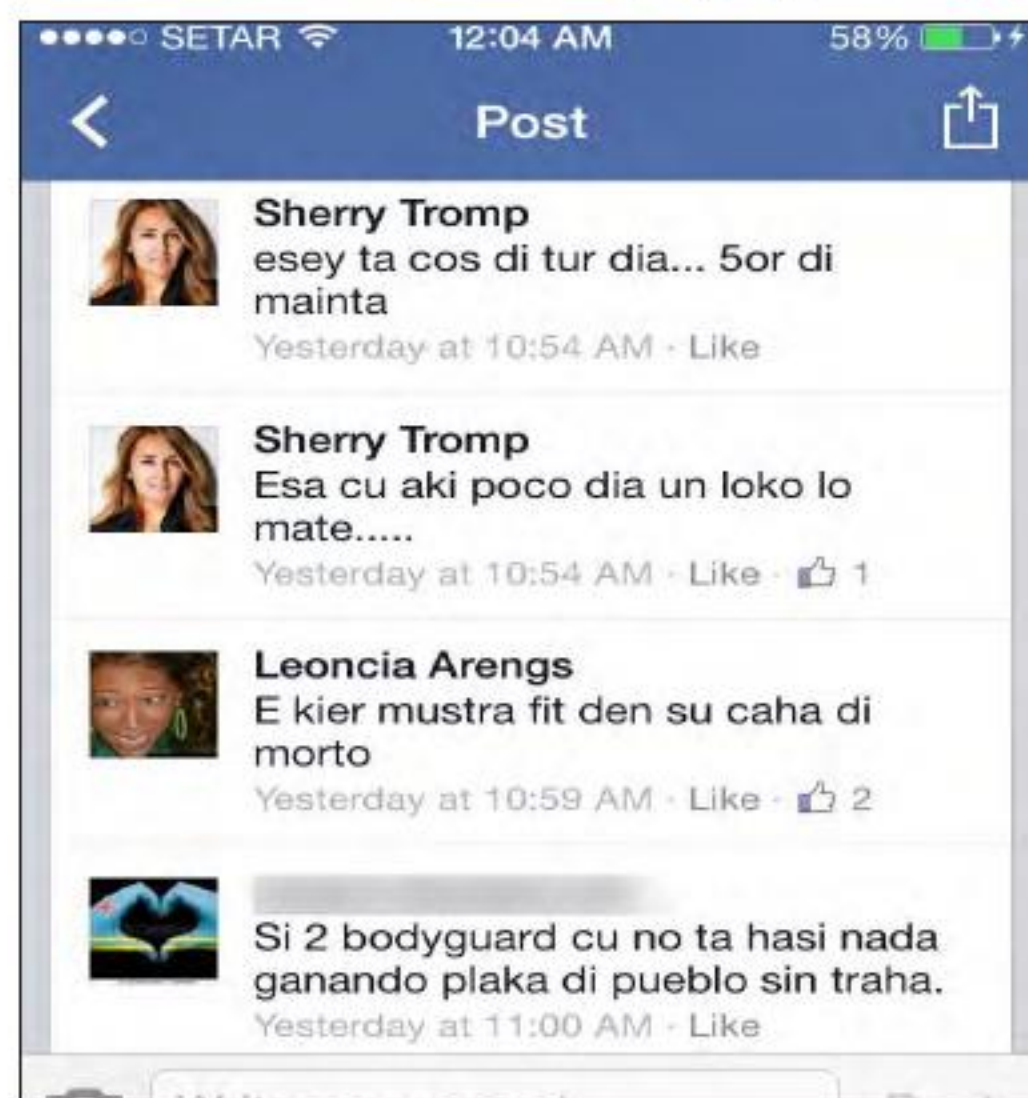 SETAR 12:04 AM 58%
Post
Sherry Tromp
esey ta cos di tur dia... 5or di
mainta
Yesterday at 10:54 AM · Like
Sherry Tromp
Esa cu aki poco dia un loko lo
mate.....
Yesterday at 10:54 AM · Like · 1
Leoncia Arengs
E kier mustra fit den su caha di
morto
Yesterday at 10:59 AM · Like · 2
Si 2 bodyguard cu no ta hasi nada
ganando plaka di pueblo sin traha.
Yesterday at 11:00 AM · Like